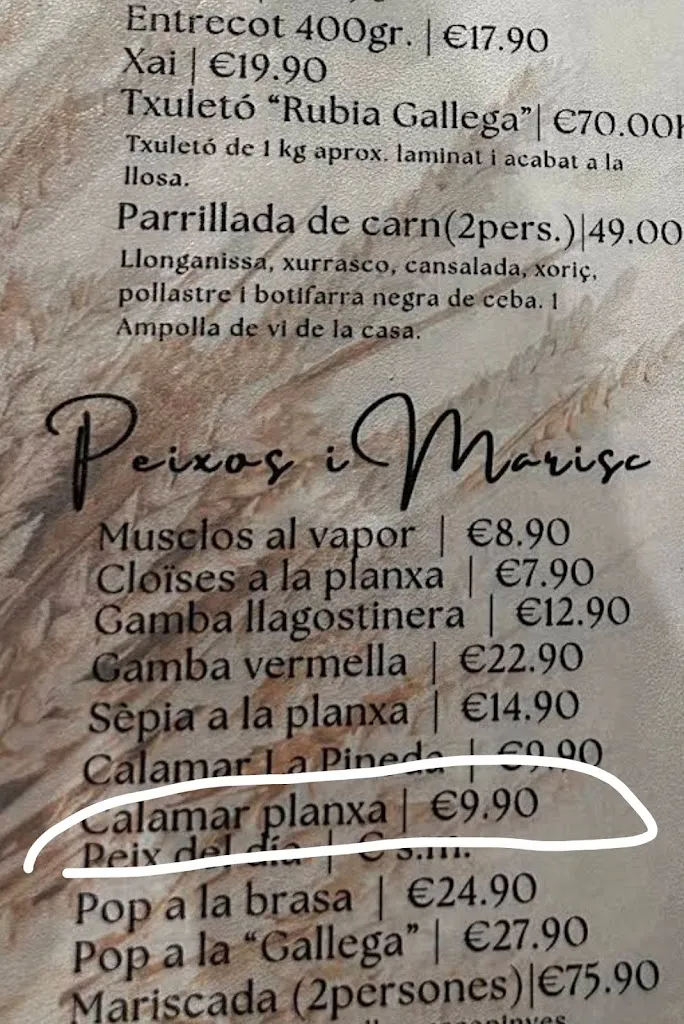 Entrecot 400gr. | €17.90
Xai | €19.90
Txuletó “Rubia Gallega”| €70.00
Txuletó de 1 kg aprox. laminat i acabat a la
llosa.
Parrillada de carn(2pers.)|49.00
Llonganissa, xurrasco, cansalada, xoriç,
pollastre i botifarra negra de ceba. 1
Ampolla de vi de la casa.
Peixos i Marisc
Musclos al vapor | €8.90
Cloïses a la planxa | €7.90
Gamba llagostinera | €12.90
Gamba vermella | €22.90
Sèpia a la planxa | €14.90
Calamar La Pineda | €9.90
Calamar planxa | €9.90
Peix del dia | € s.m.
Pop a la brasa | €24.90
Pop a la “Gallega” | €27.90
Mariscada (2persones)|€75.90